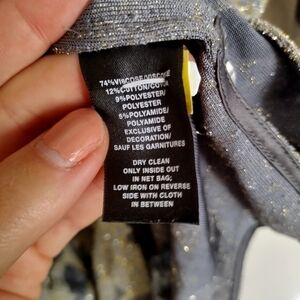 74%VISCOSE/VISCOSE
12%COTTON/COTON
9%POLYESTER/
POLYESTER
5%POLYAMIDE/
POLYAMIDE
EXCLUSIVE OF
DECORATION/
SAUF LES GARNITURES
DRY CLEAN
ONLY INSIDE OUT
IN NET BAG;
LOW IRON ON REVERSE
SIDE WITH CLOTH
IN BETWEEN